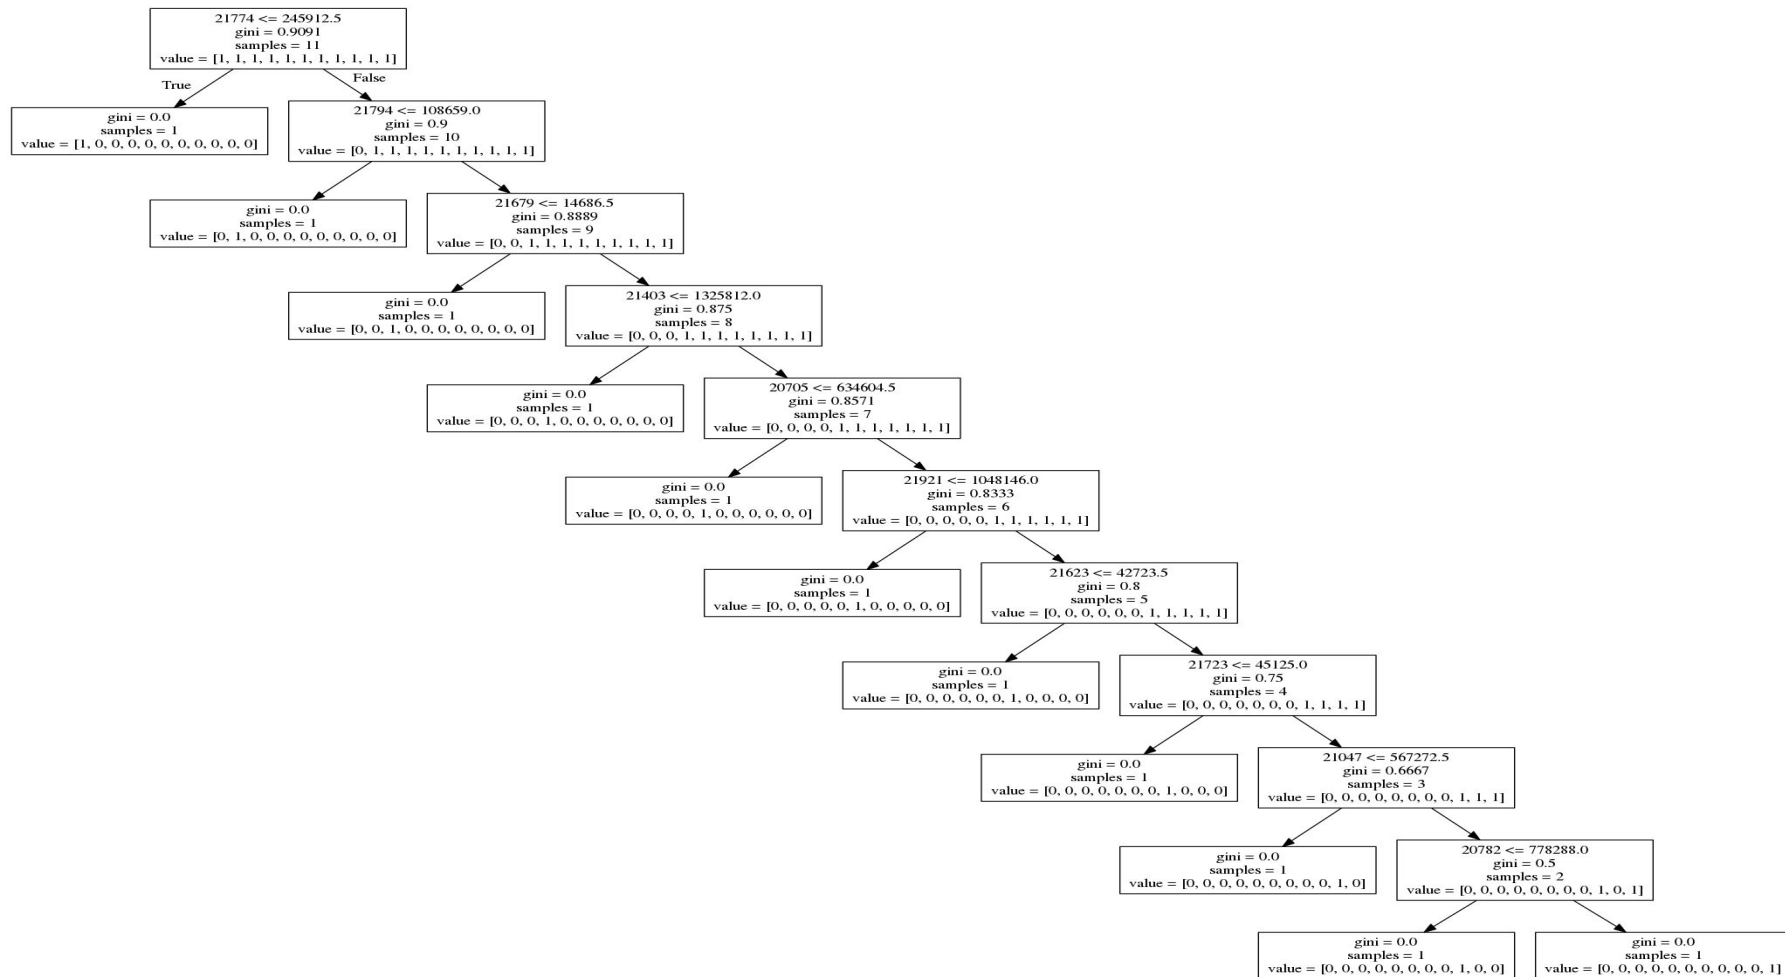 21774 <= 245912.5
gini = 0.9091
samples = 11
value = [1, 1, 1, 1, 1, 1, 1, 1, 1, 1, 1]
True
False
gini = 0.0
samples = 1
value = [1, 0, 0, 0, 0, 0, 0, 0, 0, 0, 0]
21794 <= 108659.0
gini = 0.9
samples = 10
value = [0, 1, 1, 1, 1, 1, 1, 1, 1, 1, 1]
gini = 0.0
samples = 1
value = [0, 1, 0, 0, 0, 0, 0, 0, 0, 0, 0]
21679 <= 14686.5
gini = 0.8889
samples = 9
value = [0, 0, 1, 1, 1, 1, 1, 1, 1, 1, 1]
gini = 0.0
samples = 1
value = [0, 0, 1, 0, 0, 0, 0, 0, 0, 0, 0]
21403 <= 1325812.0
gini = 0.875
samples = 8
value = [0, 0, 0, 1, 1, 1, 1, 1, 1, 1, 1]
gini = 0.0
samples = 1
value = [0, 0, 0, 1, 0, 0, 0, 0, 0, 0, 0]
20705 <= 634604.5
gini = 0.8571
samples = 7
value = [0, 0, 0, 0, 1, 1, 1, 1, 1, 1, 1]
gini = 0.0
samples = 1
value = [0, 0, 0, 0, 1, 0, 0, 0, 0, 0, 0]
21921 <= 1048146.0
gini = 0.8333
samples = 6
value = [0, 0, 0, 0, 0, 1, 1, 1, 1, 1, 1]
gini = 0.0
samples = 1
value = [0, 0, 0, 0, 0, 1, 0, 0, 0, 0, 0]
21623 <= 42723.5
gini = 0.8
samples = 5
value = [0, 0, 0, 0, 0, 0, 1, 1, 1, 1, 1]
gini = 0.0
samples = 1
value = [0, 0, 0, 0, 0, 0, 1, 0, 0, 0, 0]
21723 <= 45125.0
gini = 0.75
samples = 4
value = [0, 0, 0, 0, 0, 0, 0, 1, 1, 1, 1]
gini = 0.0
samples = 1
value = [0, 0, 0, 0, 0, 0, 0, 1, 0, 0, 0]
21047 <= 567272.5
gini = 0.6667
samples = 3
value = [0, 0, 0, 0, 0, 0, 0, 0, 1, 1, 1]
gini = 0.0
samples = 1
value = [0, 0, 0, 0, 0, 0, 0, 0, 0, 1, 0]
20782 <= 778288.0
gini = 0.5
samples = 2
value = [0, 0, 0, 0, 0, 0, 0, 0, 1, 0, 1]
gini = 0.0
samples = 1
value = [0, 0, 0, 0, 0, 0, 0, 0, 1, 0, 0]
gini = 0.0
samples = 1
value = [0, 0, 0, 0, 0, 0, 0, 0, 0, 0, 1]